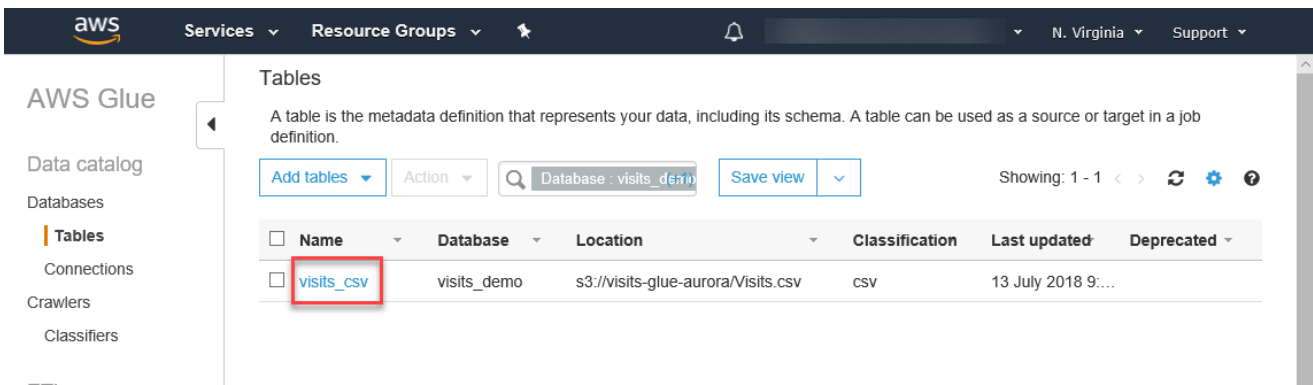 aws Services Resource Groups N. Virginia Support
AWS Glue
Data catalog
Databases
Tables
Connections
Crawlers
Classifiers
Tables
A table is the metadata definition that represents your data, including its schema. A table can be used as a source or target in a job
definition.
Add tables Action Database : visits_demo Save view Showing: 1 - 1
Name Database Location Classification Last updated Deprecated
visits_csv visits_demo s3://visits-glue-aurora/Visits.csv csv 13 July 2018 9:…